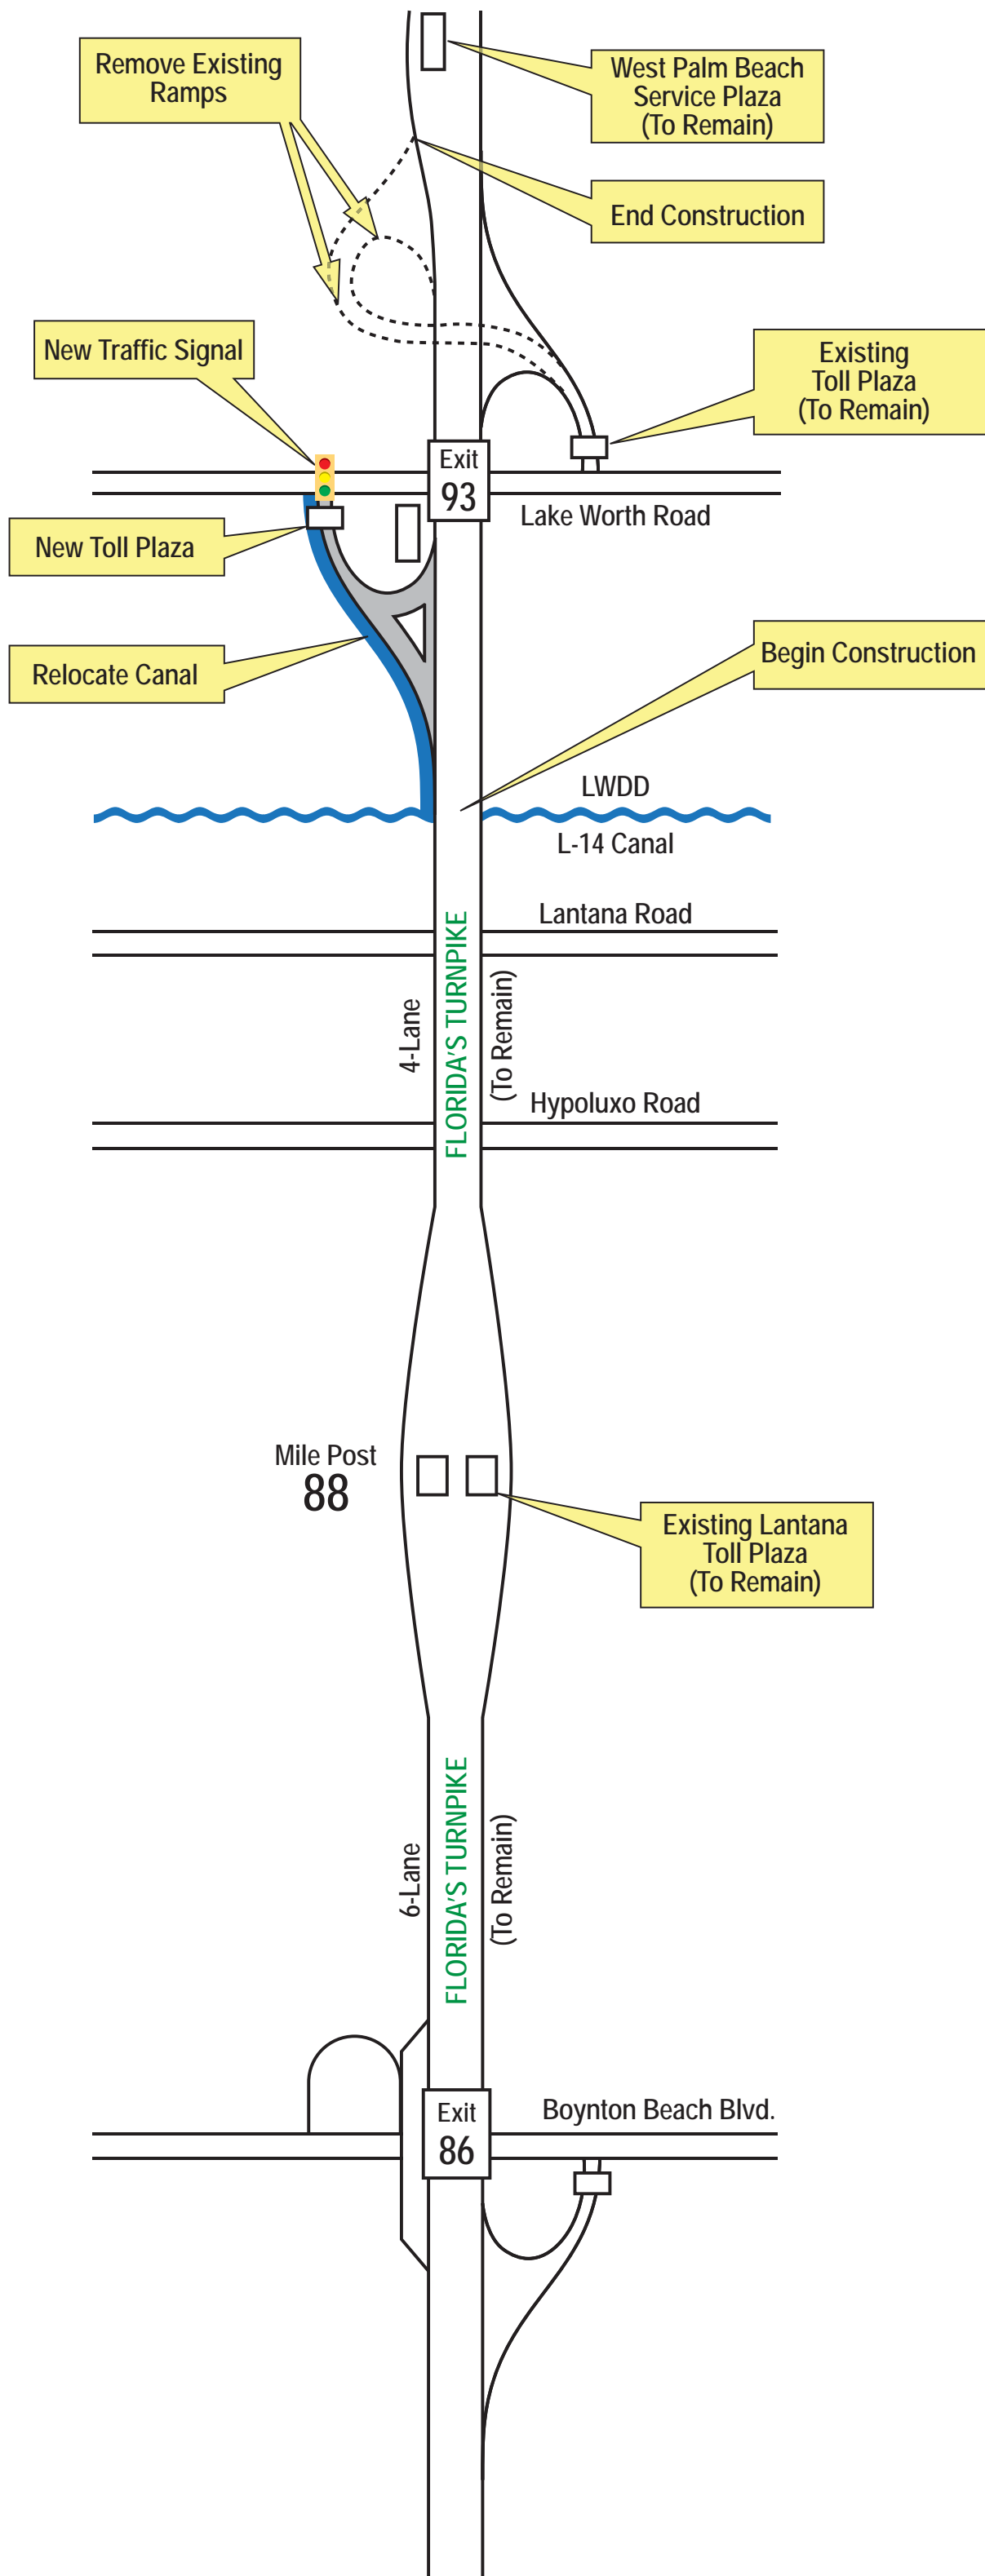 Remove Existing
Ramps
West Palm Beach
Service Plaza
(To Remain)
End Construction
New Traffic Signal
Existing
Toll Plaza
(To Remain)
Exit
93
Lake Worth Road
New Toll Plaza
Relocate Canal
Begin Construction
LWDD
L-14 Canal
Lantana Road
4-Lane
FLORIDA'S TURNPIKE
(To Remain)
Hypoluxo Road
Mile Post
88
Existing Lantana
Toll Plaza
(To Remain)
6-Lane
FLORIDA'S TURNPIKE
(To Remain)
Boynton Beach Blvd.
Exit
86